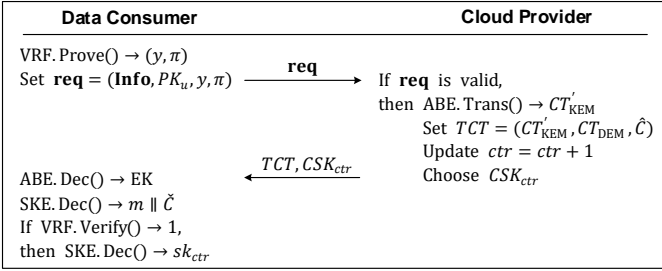 Data Consumer
Cloud Provider
VRF. Prove() → (y, π)
Set req = (Info, PK_u, y, π)
req
If req is valid,
then ABE. Trans() → CT'_KEM
Set TCT = (CT'_KEM, CT_DEM, Ĉ)
Update ctr = ctr + 1
Choose CSK_ctr
TCT, CSK_ctr
ABE. Dec() → EK
SKE. Dec() → m ∥ Č
If VRF. Verify() → 1,
then SKE. Dec() → sk_ctr